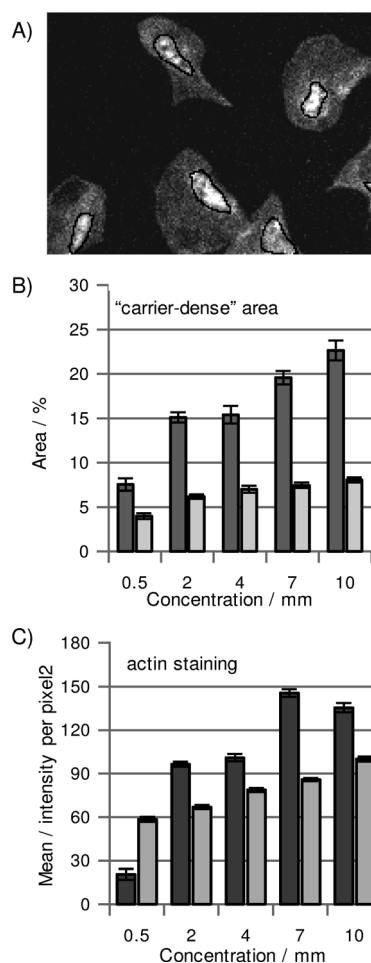 A)
B)
“carrier-dense” area
Area / %
30
25
20
15
10
5
0
0.5 2 4 7 10
Concentration / mm
C)
actin staining
Mean / intensity per pixel2
180
150
120
90
60
30
0
0.5 2 4 7 10
Concentration / mm